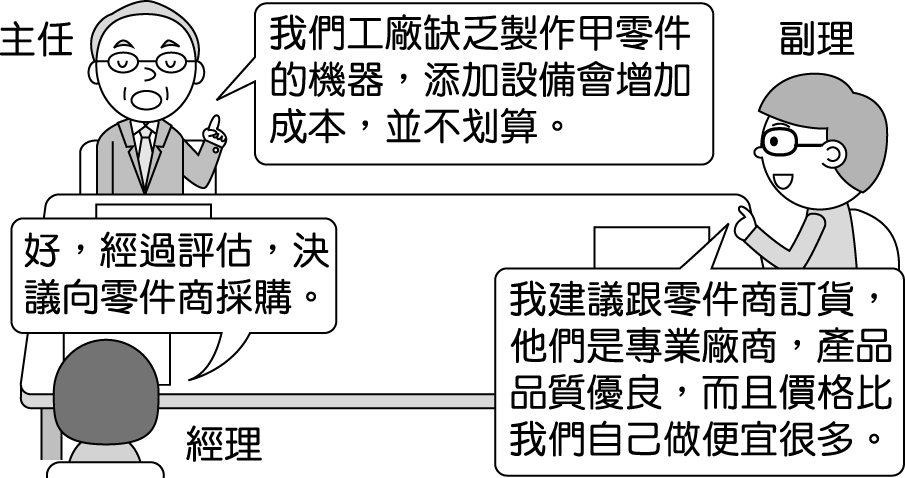 主任
我們工廠缺乏製作甲零件
的機器，添加設備會增加
成本，並不划算。
副理
我建議跟零件商訂貨，
他們是專業廠商，產品
品質優良，而且價格比
我們自己做便宜很多。
好，經過評估，決
議向零件商採購。
經理